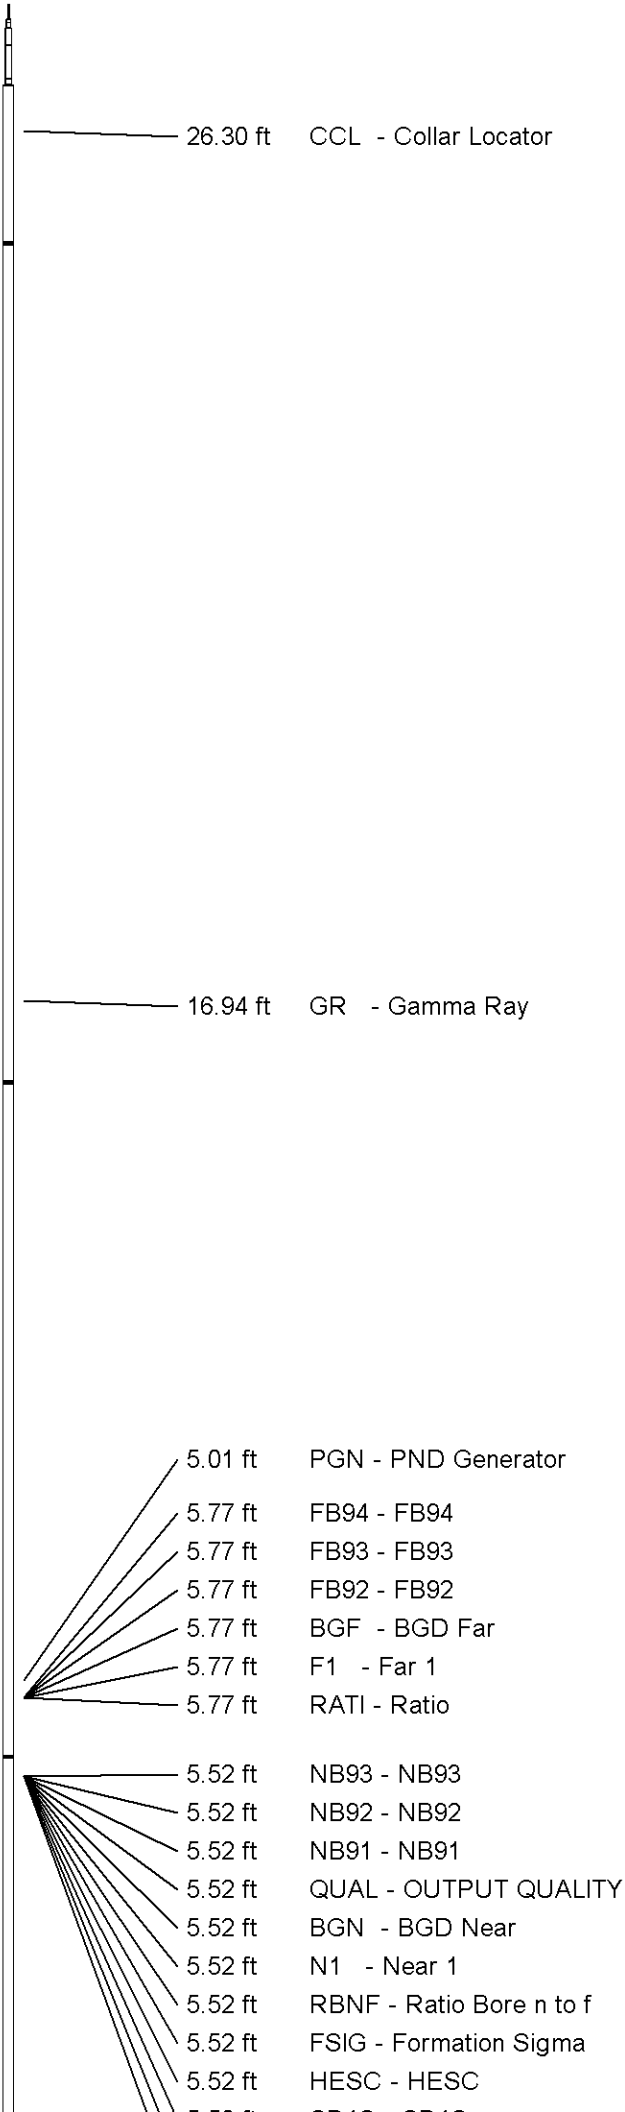 26.30 ft CCL - Collar Locator
16.94 ft GR - Gamma Ray
5.01 ft PGN - PND Generator
5.77 ft FB94 - FB94
5.77 ft FB93 - FB93
5.77 ft FB92 - FB92
5.77 ft BGF - BGD Far
5.77 ft F1 - Far 1
5.77 ft RATI - Ratio
5.52 ft NB93 - NB93
5.52 ft NB92 - NB92
5.52 ft NB91 - NB91
5.52 ft QUAL - OUTPUT QUALITY
5.52 ft BGN - BGD Near
5.52 ft N1 - Near 1
5.52 ft RBNF - Ratio Bore n to f
5.52 ft FSIG - Formation Sigma
5.52 ft HESC - HESC